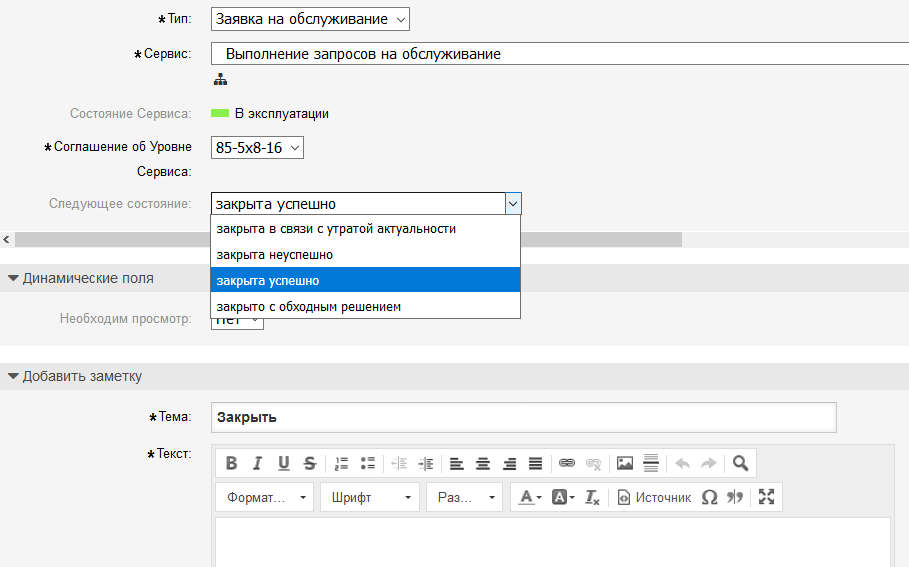 *Тип: Заявка на обслуживание
*Сервис: Выполнение запросов на обслуживание
Состояние Сервиса: В эксплуатации
*Соглашение об Уровне Сервиса: 85-5x8-16
Следующее состояние: закрыта успешно
закрыта в связи с утратой актуальности
закрыта неуспешно
закрыта успешно
закрыто с обходным решением
Динамические поля
Необходим просмотр: Нет
Добавить заметку
*Тема: Закрыть
*Текст:
B I U S
Формат... Шрифт Раз... A A Tx Источник Ω